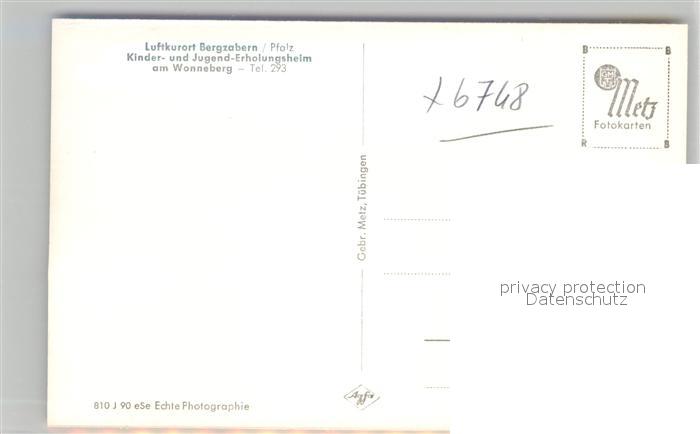 Luftkurort Bergzabern / Pfalz
Kinder- und Jugend-Erholungsheim
am Wonneberg – Tel. 293
x6748
B B
Metz
Fotokarten
R B
Gebr. Metz, Tübingen
privacy protection
Datenschutz
Agfa
810 J 90 eSe Echte Photographie